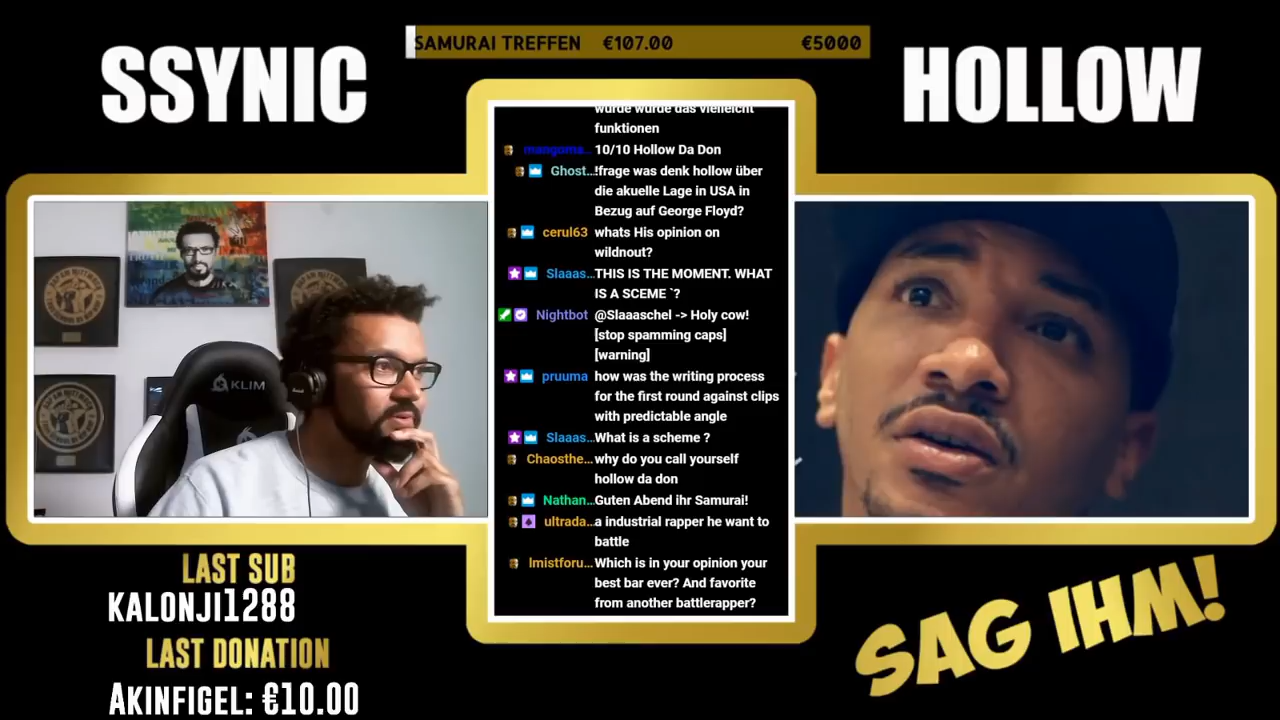 SAMURAI TREFFEN €107.00 €5000
SSYNIC
HOLLOW
wurde wurde das vielleicht
funktionen
mangoma... 10/10 Hollow Da Don
Ghost... !frage was denk hollow über
die akuelle Lage in USA in
Bezug auf George Floyd?
cerul63 whats His opinion on
wildnout?
Slaaas... THIS IS THE MOMENT. WHAT
IS A SCEME `?
Nightbot @Slaaaschel -> Holy cow!
[stop spamming caps]
[warning]
pruuma how was the writing process
for the first round against clips
with predictable angle
Slaaas... What is a scheme ?
Chaosthe... why do you call yourself
hollow da don
Nathan... Guten Abend ihr Samurai!
ultrada... a industrial rapper he want to
battle
lmistforu... Which is in your opinion your
best bar ever? And favorite
from another battlerapper?
KLIM
LAST SUB
KALONJI1288
LAST DONATION
AKINFIGEL: €10.00
SAG IHM!